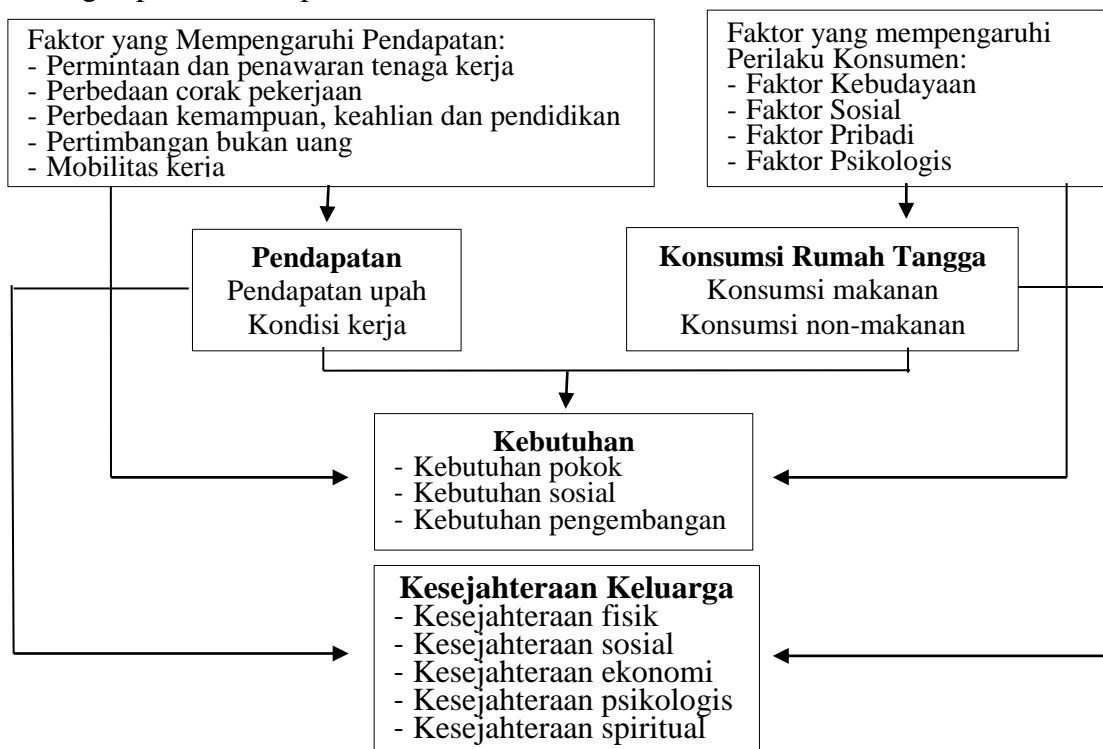 Faktor yang Mempengaruhi Pendapatan:
- Permintaan dan penawaran tenaga kerja
- Perbedaan corak pekerjaan
- Perbedaan kemampuan, keahlian dan pendidikan
- Pertimbangan bukan uang
- Mobilitas kerja
Faktor yang mempengaruhi
Perilaku Konsumen:
- Faktor Kebudayaan
- Faktor Sosial
- Faktor Pribadi
- Faktor Psikologis
Pendapatan
Pendapatan upah
Kondisi kerja
Konsumsi Rumah Tangga
Konsumsi makanan
Konsumsi non-makanan
Kebutuhan
- Kebutuhan pokok
- Kebutuhan sosial
- Kebutuhan pengembangan
Kesejahteraan Keluarga
- Kesejahteraan fisik
- Kesejahteraan sosial
- Kesejahteraan ekonomi
- Kesejahteraan psikologis
- Kesejahteraan spiritual